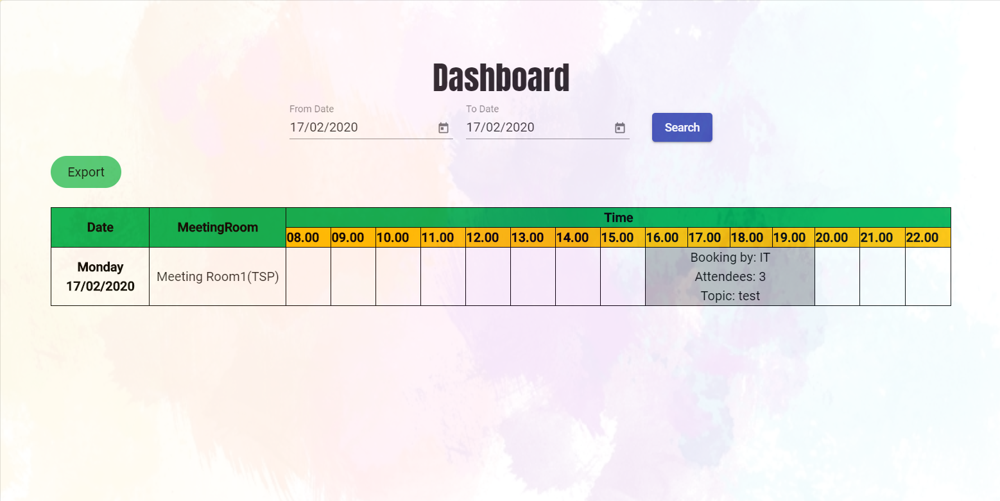 Dashboard
From Date
17/02/2020
To Date
17/02/2020
Search
Export
Date
MeetingRoom
Time
08.00 09.00 10.00 11.00 12.00 13.00 14.00 15.00 16.00 17.00 18.00 19.00 20.00 21.00 22.00
Monday
17/02/2020
Meeting Room1(TSP)
Booking by: IT
Attendees: 3
Topic: test